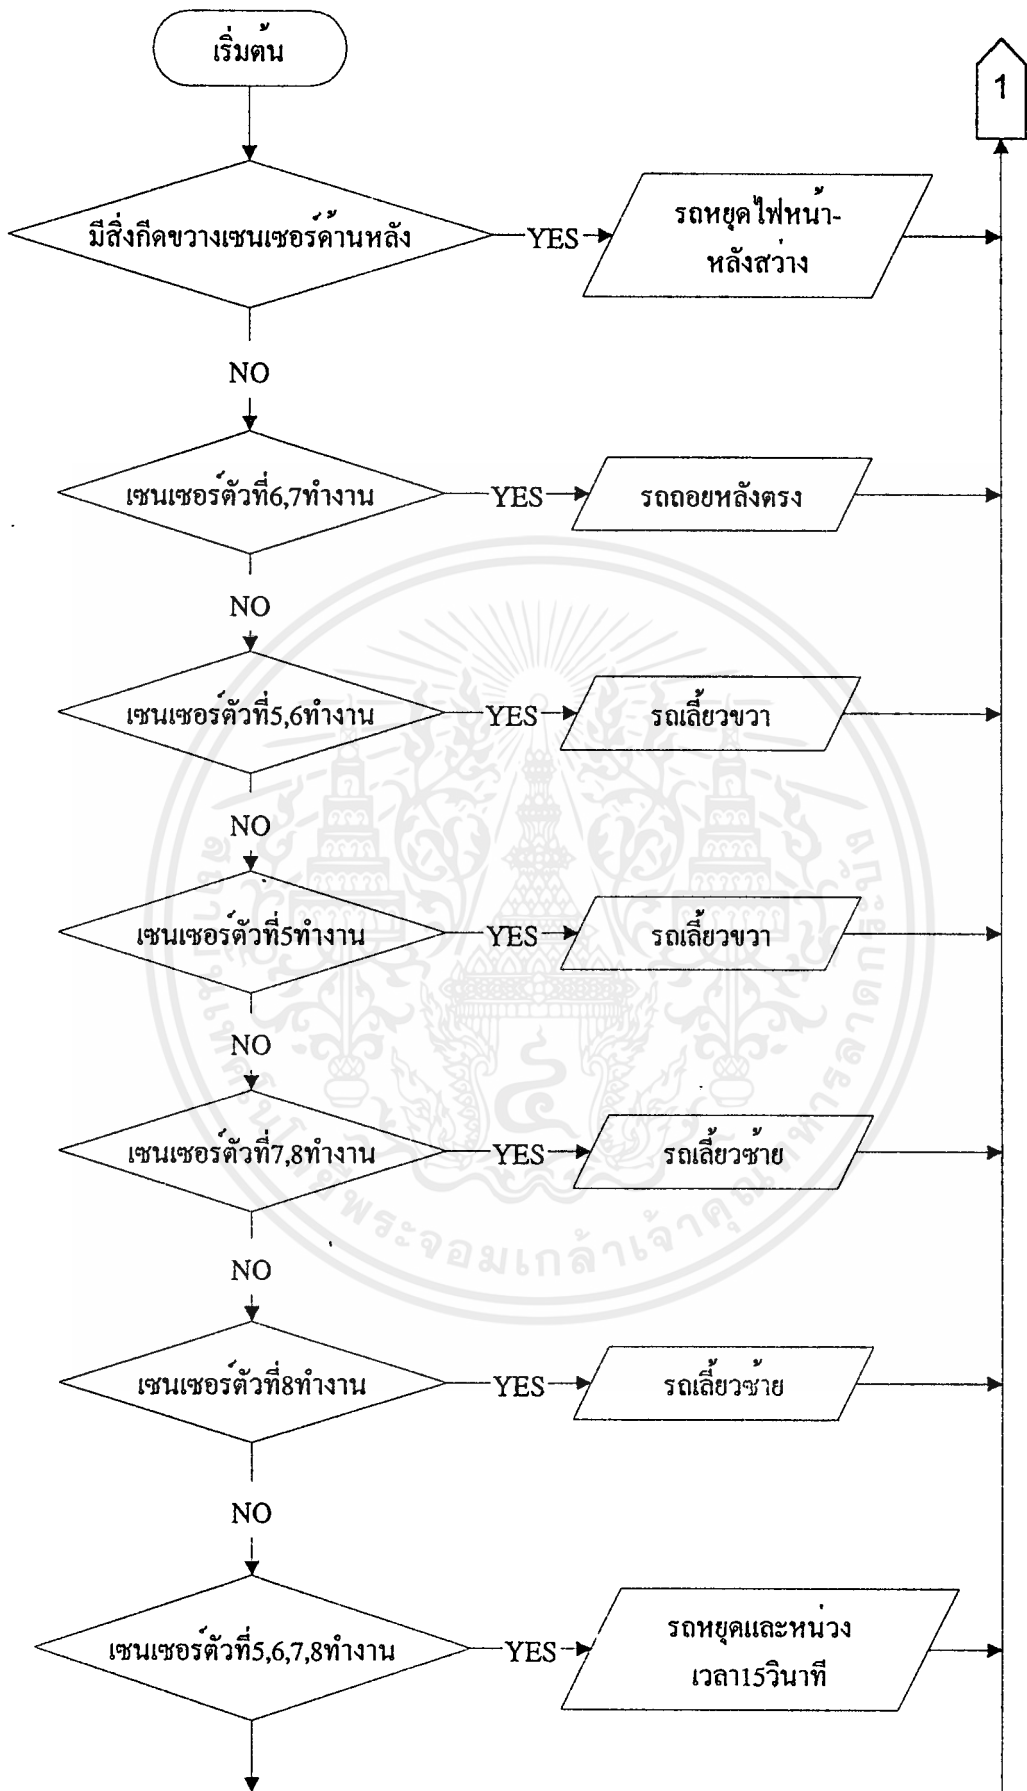 เริ่มต้น
1
มีสิ่งกีดขวางเซนเซอร์ด้านหลัง
YES
รถหยุดไฟหน้า-
หลังสว่าง
NO
เซนเซอร์ตัวที่6,7ทำงาน
YES
รถถอยหลังตรง
NO
เซนเซอร์ตัวที่5,6ทำงาน
YES
รถเลี้ยวขวา
NO
เซนเซอร์ตัวที่5ทำงาน
YES
รถเลี้ยวขวา
NO
เซนเซอร์ตัวที่7,8ทำงาน
YES
รถเลี้ยวซ้าย
NO
เซนเซอร์ตัวที่8ทำงาน
YES
รถเลี้ยวซ้าย
NO
เซนเซอร์ตัวที่5,6,7,8ทำงาน
YES
รถหยุดและหน่วง
เวลา15วินาที